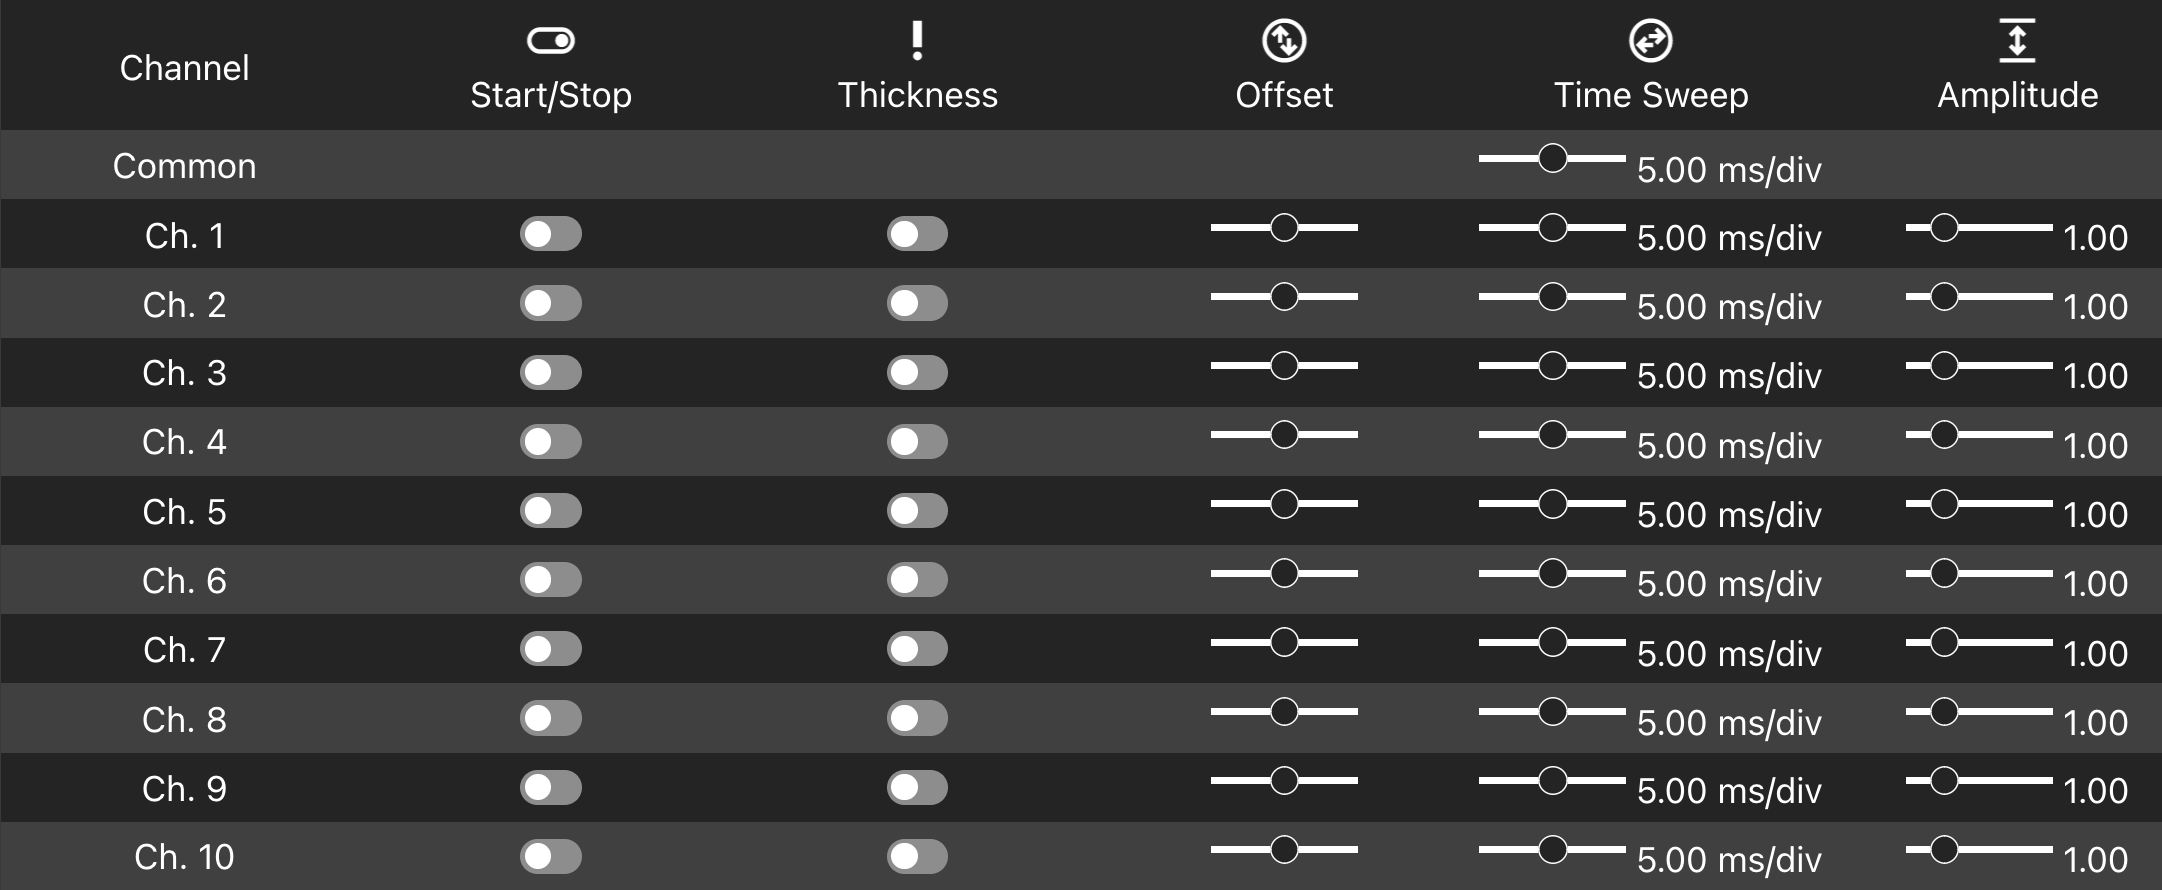 Channel Start/Stop Thickness Offset Time Sweep Amplitude
Common 5.00 ms/div
Ch. 1 5.00 ms/div 1.00
Ch. 2 5.00 ms/div 1.00
Ch. 3 5.00 ms/div 1.00
Ch. 4 5.00 ms/div 1.00
Ch. 5 5.00 ms/div 1.00
Ch. 6 5.00 ms/div 1.00
Ch. 7 5.00 ms/div 1.00
Ch. 8 5.00 ms/div 1.00
Ch. 9 5.00 ms/div 1.00
Ch. 10 5.00 ms/div 1.00